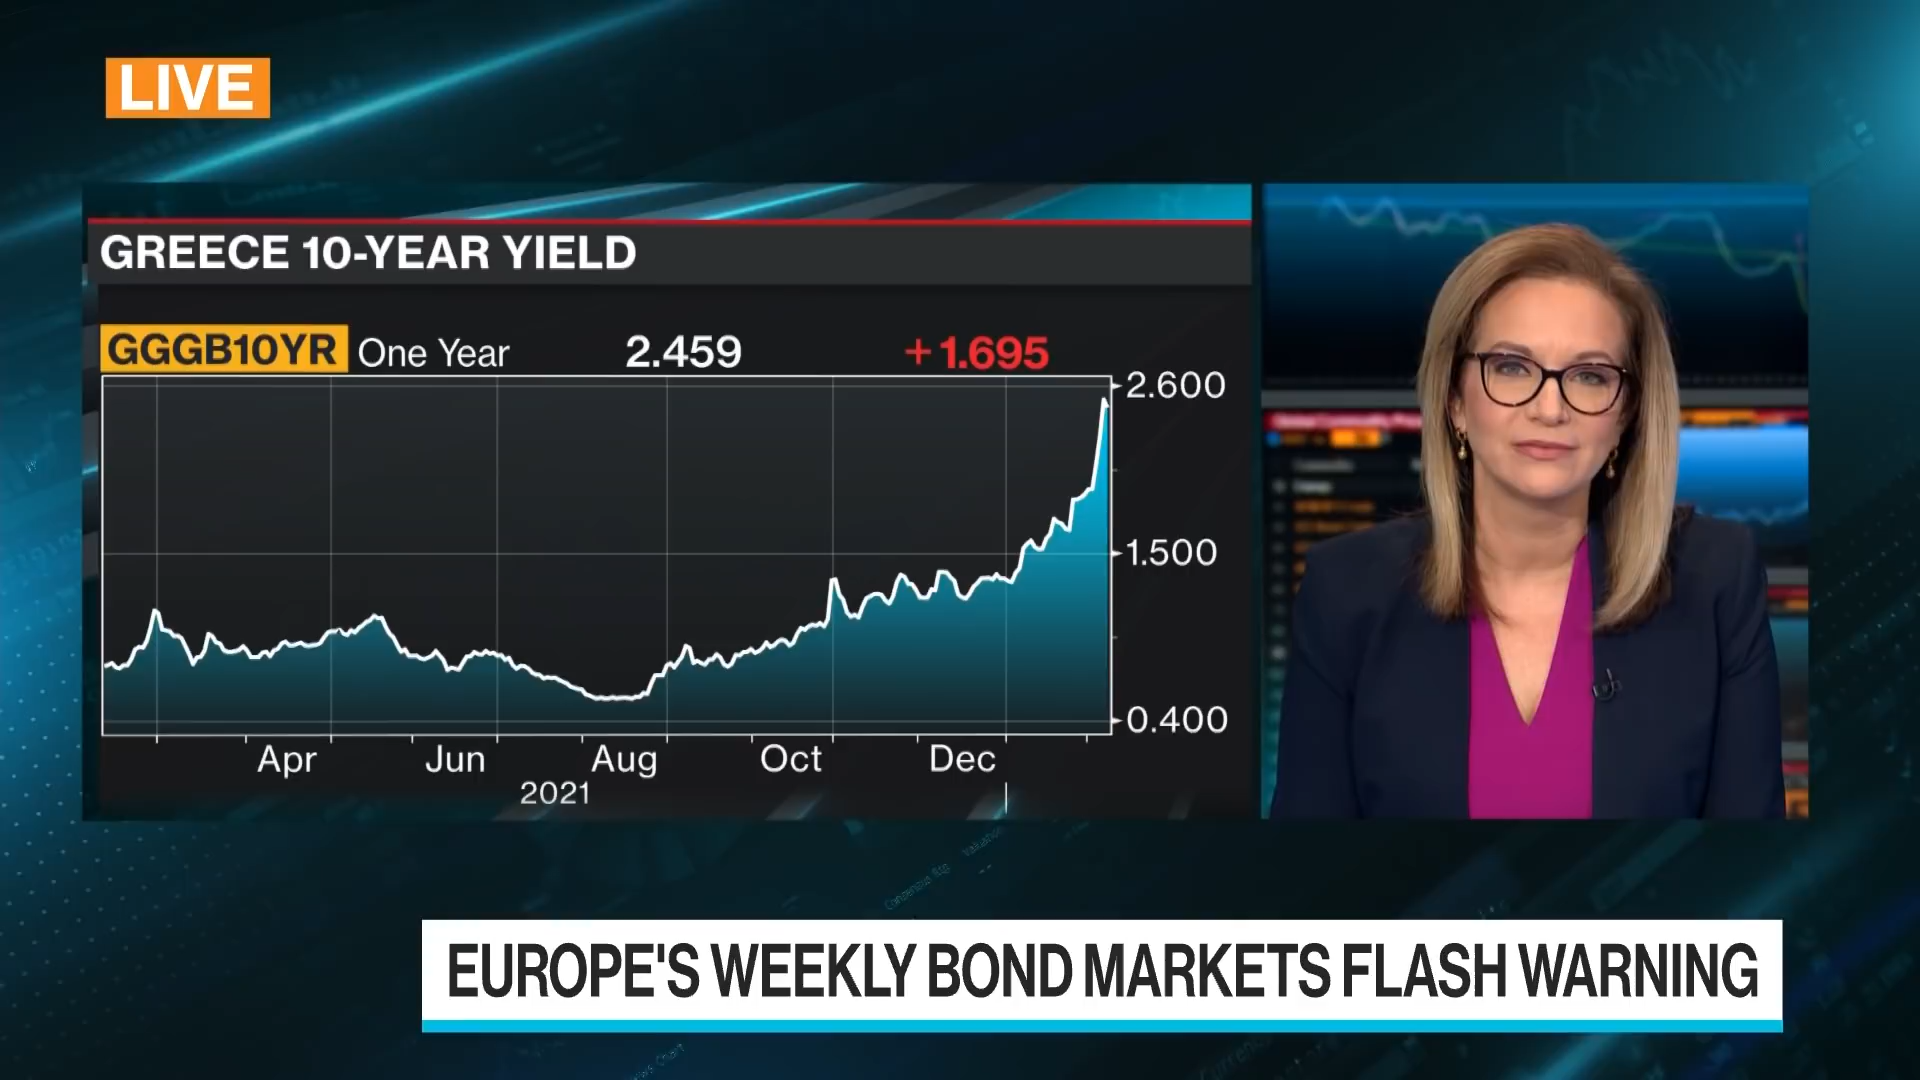 LIVE
GREECE 10-YEAR YIELD
GGGB10YR One Year 2.459 +1.695
2.600
1.500
0.400
Apr Jun Aug Oct Dec
2021
EUROPE'S WEEKLY BOND MARKETS FLASH WARNING